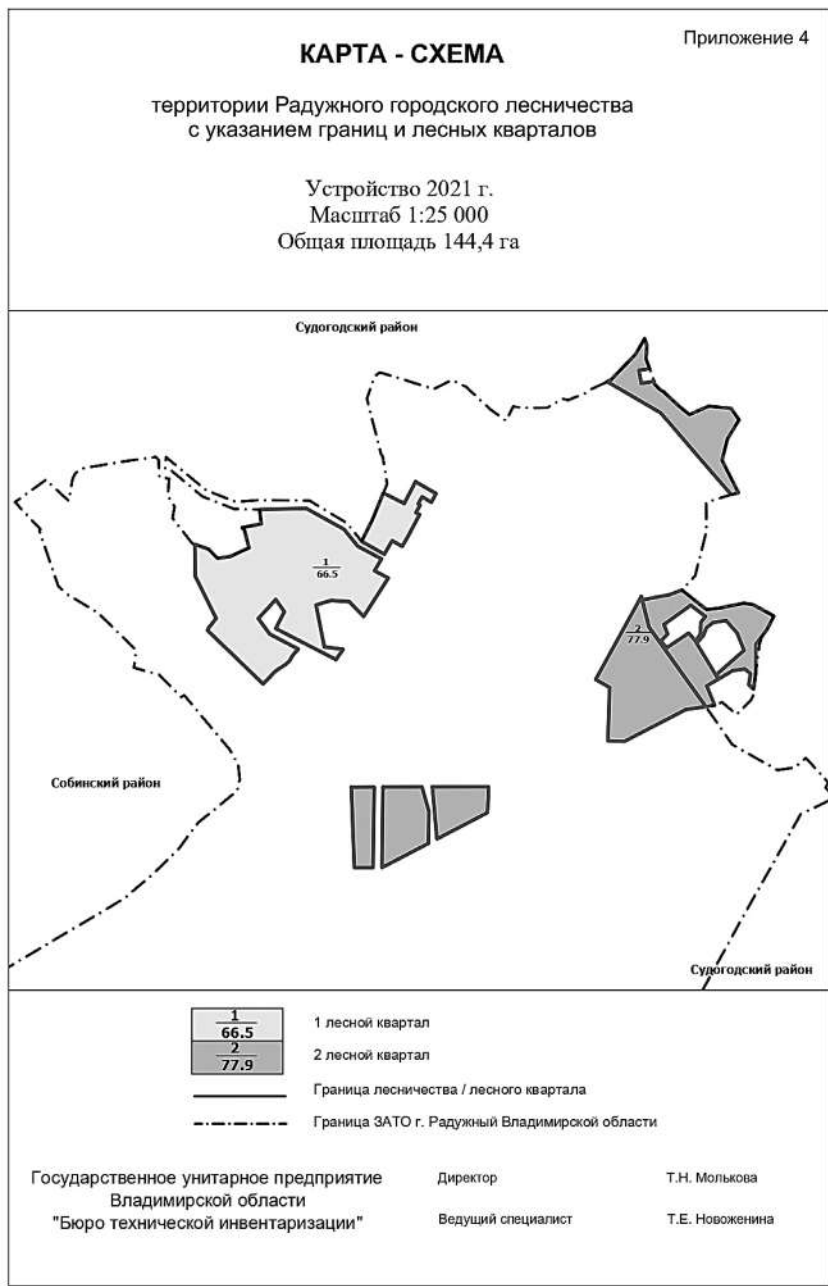 Приложение 4
КАРТА - СХЕМА
территории Радужного городского лесничества
с указанием границ и лесных кварталов
Устройство 2021 г.
Масштаб 1:25 000
Общая площадь 144,4 га
Судогодский район
1
66.5
2
77.9
Собинский район
Судогодский район
1
66.5
1 лесной квартал
2
77.9
2 лесной квартал
Граница лесничества / лесного квартала
Граница ЗАТО г. Радужный Владимирской области
Государственное унитарное предприятие
Владимирской области
"Бюро технической инвентаризации"
Директор
Т.Н. Молькова
Ведущий специалист
Т.Е. Новоженина